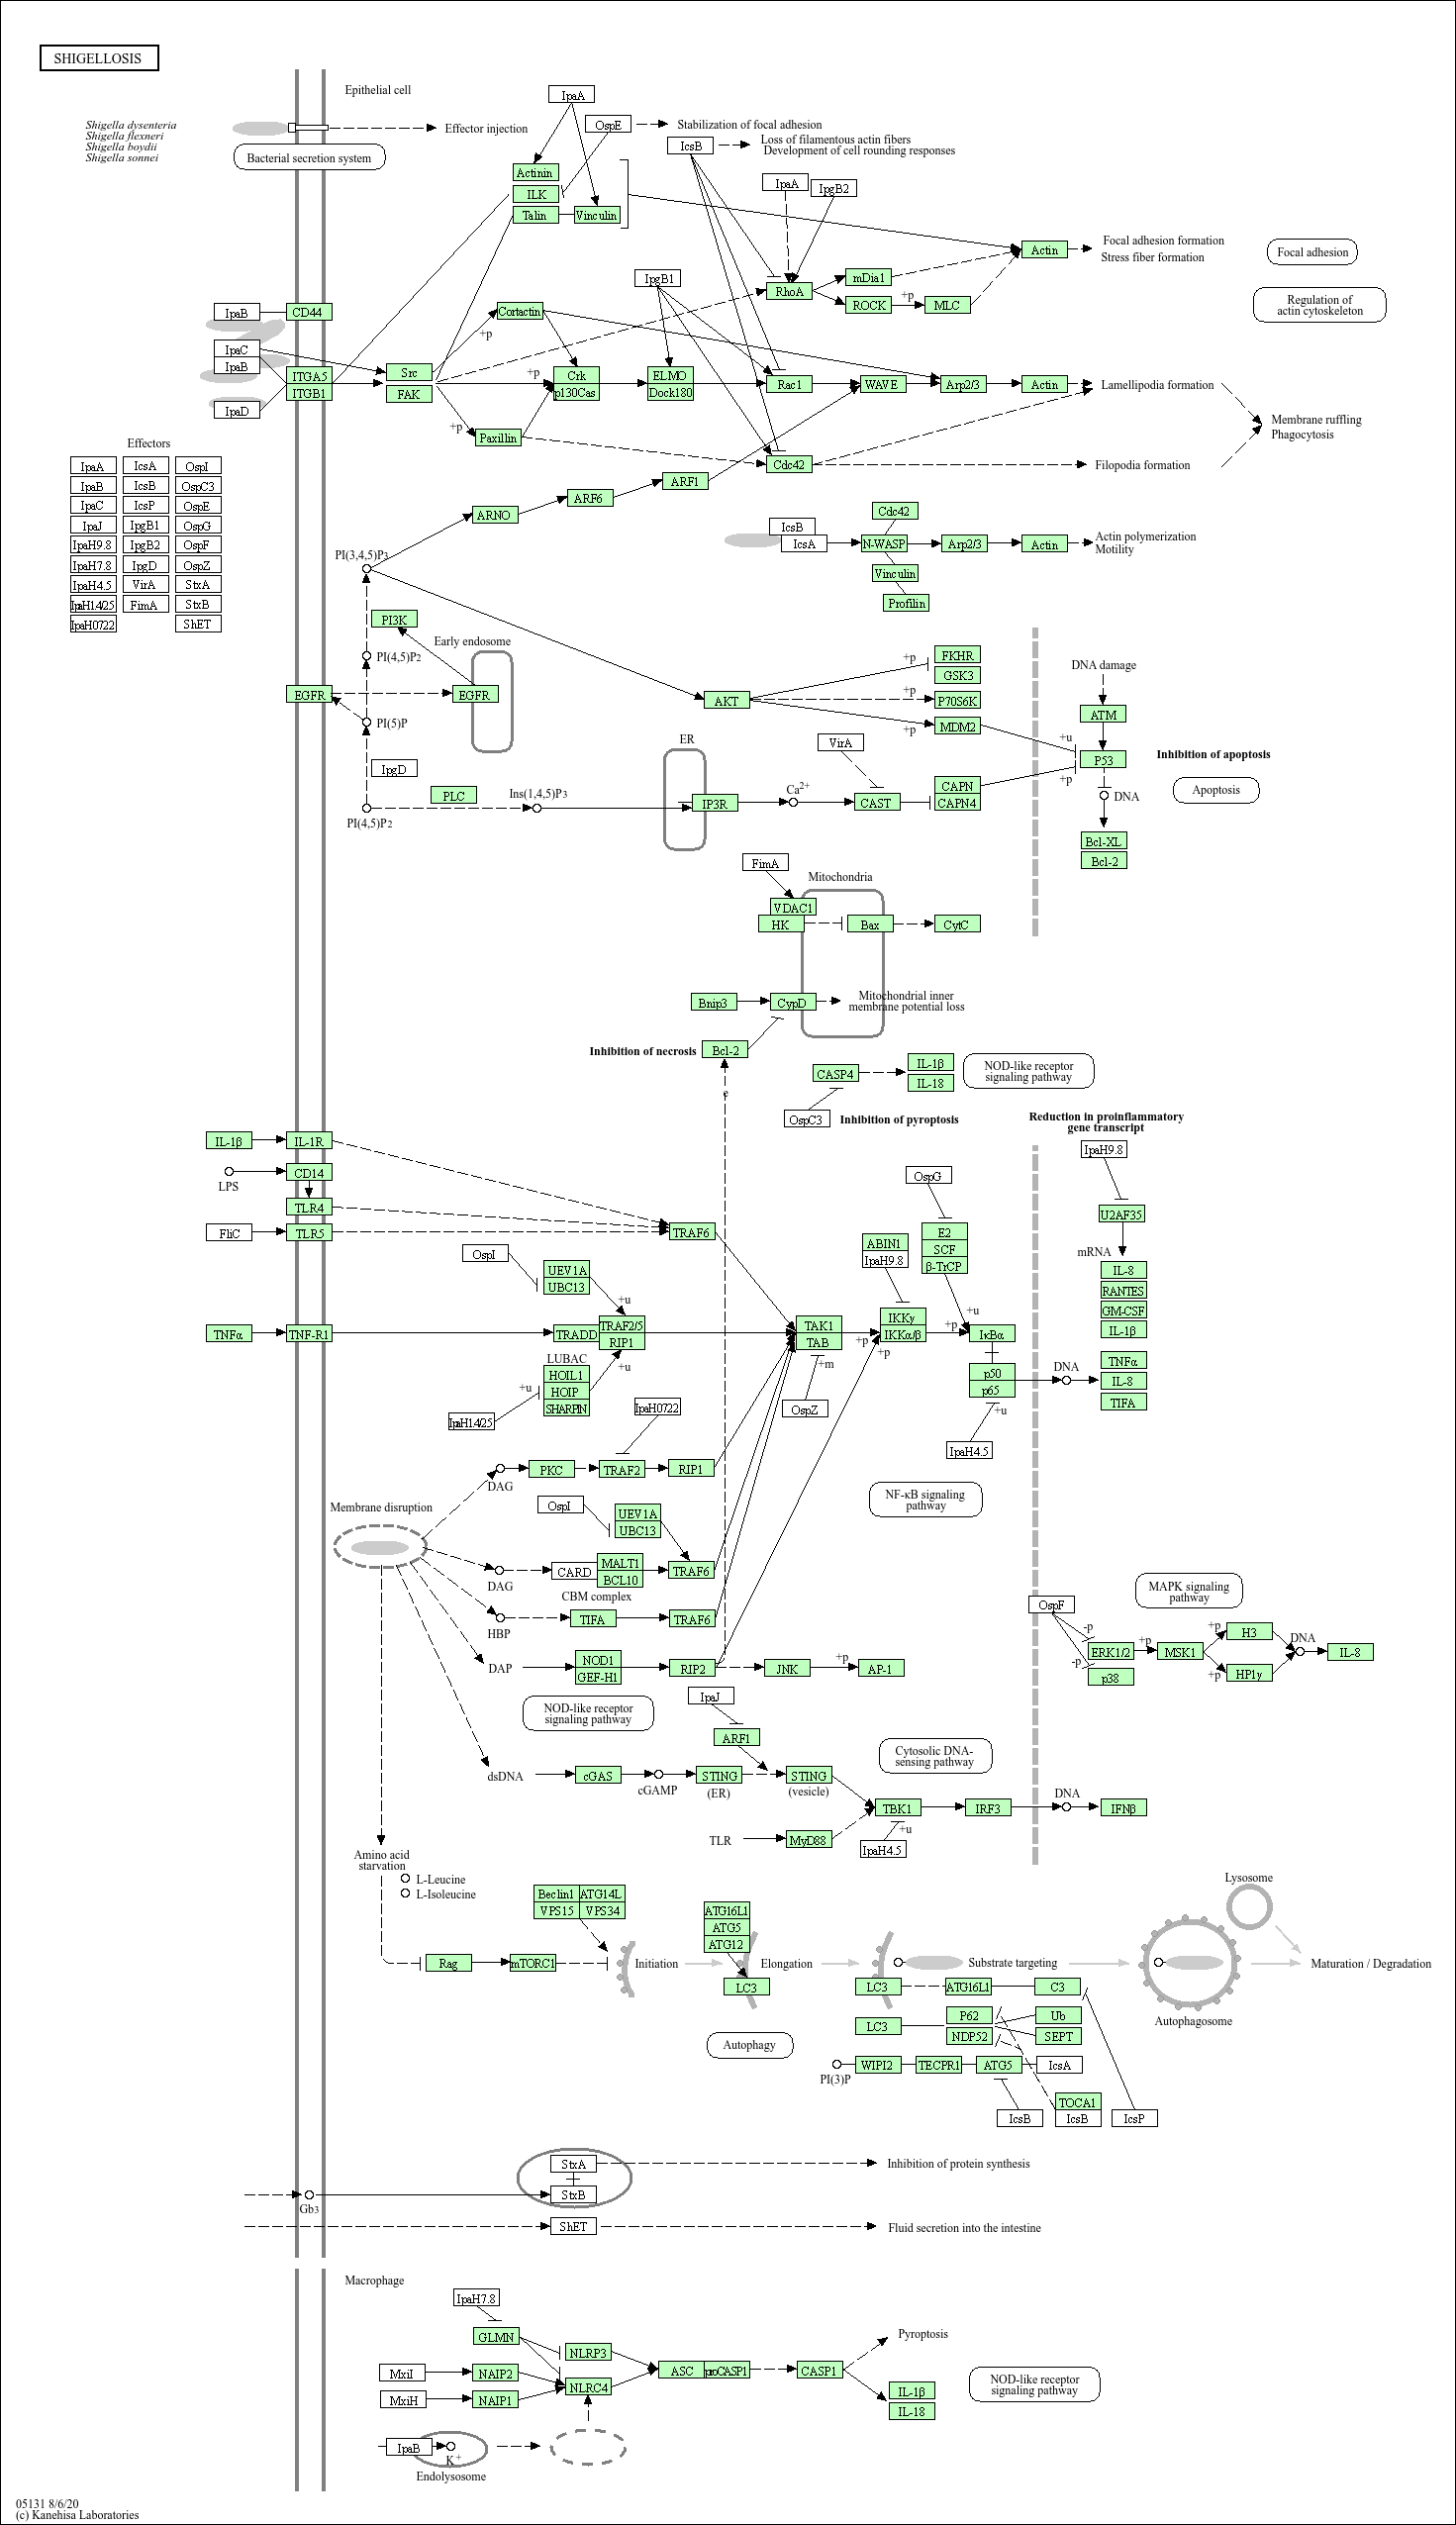 SHIGELLOSIS
Epithelial cell
Shigella dysenteria
Shigella flexneri
Shigella boydii
Shigella sonnei
Effector injection
Bacterial secretion system
IpaA
OspE
Stabilization of focal adhesion
IcsB
Loss of filamentous actin fibers
Development of cell rounding responses
Actinin
ILK
Talin
Vinculin
IpaA
IpgB2
Actin
Focal adhesion formation
Stress fiber formation
Focal adhesion
IpgB1
RhoA
mDia1
ROCK
+p
MLC
Regulation of
actin cytoskeleton
IpaB
CD44
Cortactin
+p
IpaC
IpaB
ITGA5
ITGB1
Src
FAK
+p
Crk
p130Cas
ELMO
Dock180
Rac1
WAVE
Arp2/3
Actin
Lamellipodia formation
IpaD
+p
Paxillin
Membrane ruffling
Phagocytosis
Cdc42
Filopodia formation
Effectors
IpaA
IcsA
OspI
IpaB
IcsB
OspC3
IpaC
IcsP
OspE
IpaJ
IpgB1
OspG
IpaH9.8
IpgB2
OspF
IpaH7.8
IpgD
OspZ
IpaH4.5
VirA
StxA
IpaH1.4/2.5
FimA
StxB
IpaH0722
ShET
ARNO
ARF6
ARF1
Cdc42
IcsB
IcsA
N-WASP
Arp2/3
Actin
Actin polymerization
Motility
Vinculin
Profilin
PI(3,4,5)P3
PI3K
Early endosome
PI(4,5)P2
EGFR
EGFR
PI(5)P
IpgD
PLC
PI(4,5)P2
Ins(1,4,5)P3
AKT
+p
FKHR
GSK3
+p
P70S6K
+p
MDM2
DNA damage
ATM
+u
P53
+p
Inhibition of apoptosis
Apoptosis
ER
IP3R
Ca2+
VirA
CAST
CAPN
CAPN4
DNA
Bcl-XL
Bcl-2
FimA
Mitochondria
VDAC1
HK
Bax
CytC
Bnip3
CypD
Mitochondrial inner
membrane potential loss
Inhibition of necrosis
Bcl-2
e
CASP4
IL-1β
IL-18
NOD-like receptor
signaling pathway
OspC3
Inhibition of pyroptosis
Reduction in proinflammatory
gene transcript
IpaH9.8
IL-1β
IL-1R
LPS
CD14
TLR4
FliC
TLR5
TRAF6
OspG
U2AF35
mRNA
IL-8
RANTES
GM-CSF
IL-1β
OspI
UEV1A
UBC13
+u
ABIN1
IpaH9.8
E2
SCF
β-TrCP
+u
TNFα
TNF-R1
TRADD
TRAF2/5
RIP1
TAK1
TAB
+p
IKKγ
IKKα/β
+p
+p
IκBα
LUBAC
HOIL1
HOIP
SHARPIN
+u
+u
IpaH1.4/2.5
+m
OspZ
p50
p65
+u
IpaH4.5
DNA
TNFα
IL-8
TIFA
IpaH0722
DAG
PKC
TRAF2
RIP1
NF-κB signaling
pathway
Membrane disruption
OspI
UEV1A
UBC13
DAG
CARD
MALT1
BCL10
TRAF6
CBM complex
HBP
TIFA
TRAF6
DAP
NOD1
GEF-H1
RIP2
JNK
+p
AP-1
MAPK signaling
pathway
OspF
-p
-p
ERK1/2
p38
+p
MSK1
+p
+p
H3
HP1γ
DNA
IL-8
NOD-like receptor
signaling pathway
IpaJ
ARF1
dsDNA
cGAS
cGAMP
STING
(ER)
STING
(vesicle)
Cytosolic DNA-
sensing pathway
TBK1
IRF3
DNA
IFNβ
TLR
MyD88
+u
IpaH4.5
Amino acid
starvation
L-Leucine
L-Isoleucine
Rag
mTORC1
Beclin1
ATG14L
VPS15
VPS34
Initiation
ATG16L1
ATG5
ATG12
LC3
Elongation
Substrate targeting
Lysosome
Maturation / Degradation
Autophagosome
Autophagy
LC3
ATG16L1
C3
LC3
P62
NDP52
Ub
SEPT
PI(3)P
WIPI2
TECPR1
ATG5
IcsA
IcsB
TOCA1
IcsB
IcsP
StxA
StxB
Inhibition of protein synthesis
Gb3
ShET
Fluid secretion into the intestine
Macrophage
IpaH7.8
GLMN
NLRP3
MxiI
NAIP2
NLRC4
MxiH
NAIP1
ASC
proCASP1
CASP1
Pyroptosis
IL-1β
IL-18
NOD-like receptor
signaling pathway
IpaB
K+
Endolysosome
05131 8/6/20
(c) Kanehisa Laboratories